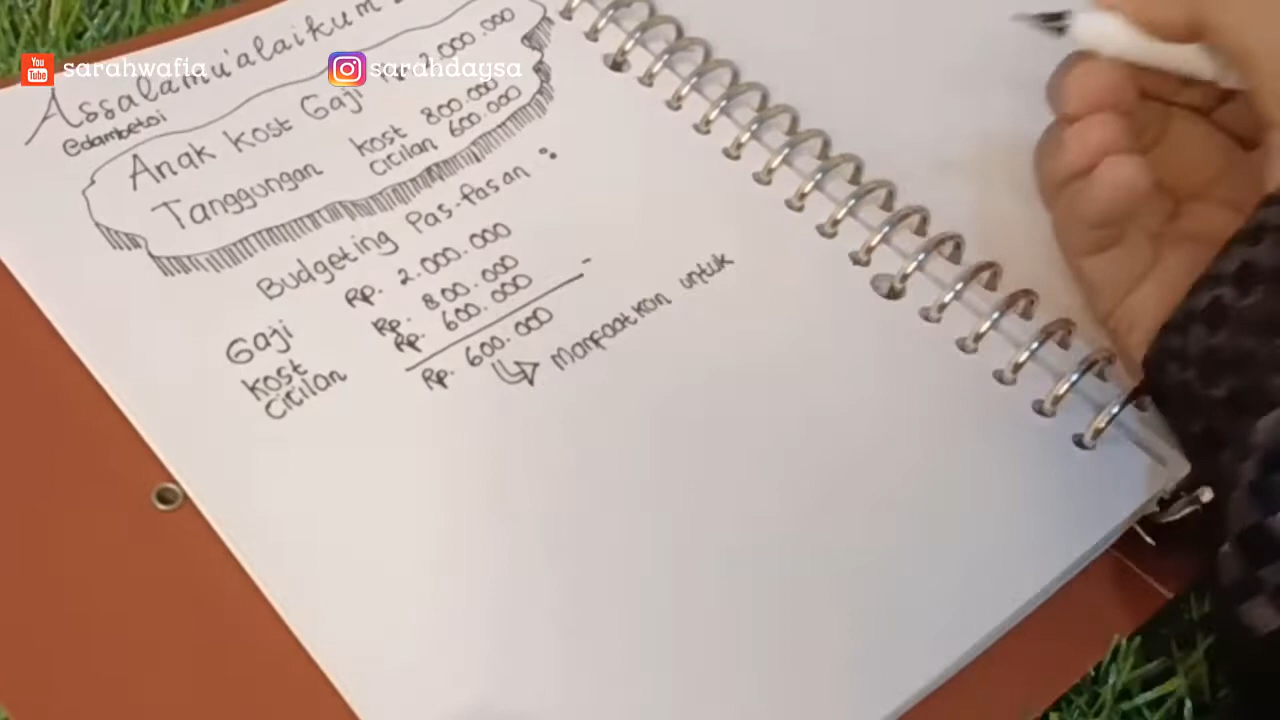 You Tube sarahwafia
sarahdaysa
Assalamu'alaikum
@dambetoi
Anak kost Gaji Rp 2.000.000
Tanggungan kost 800.000
Cicilan 600.000
Budgeting Pas-Pasan :
Gaji Rp. 2.000.000
kost Rp. 800.000
Cicilan Rp. 600.000 -
Rp. 600.000
Manfaatkan untuk